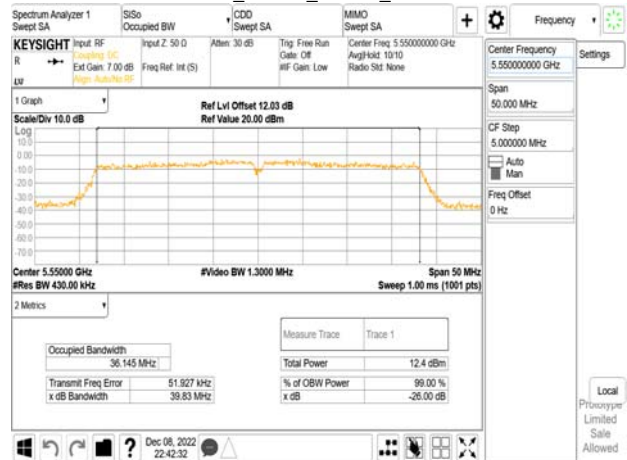 Spectrum Analyzer 1
Swept SA
SISo
Occupied BW
CDD
Swept SA
MIMO
Swept SA
Frequency
KEYSIGHT
R
Input: RF
Coupling: DC
Ext Gain: 7.00 dB
Align: Auto/No RF
Input Z: 50 Ω
Freq Ref: Int (S)
Atten: 30 dB
Trig: Free Run
Gate: Off
#IF Gain: Low
Center Freq: 5.550000000 GHz
Avg|Hold: 10/10
Radio Std: None
Center Frequency
5.550000000 GHz
Settings
Span
50.000 MHz
CF Step
5.000000 MHz
Auto
Man
Freq Offset
0 Hz
1 Graph
Scale/Div 10.0 dB
Ref Lvl Offset 12.03 dB
Ref Value 20.00 dBm
Log
10.0
0.00
-10.0
-20.0
-30.0
-40.0
-50.0
-60.0
-70.0
Center 5.55000 GHz
#Res BW 430.00 kHz
#Video BW 1.3000 MHz
Span 50 MHz
Sweep 1.00 ms (1001 pts)
2 Metrics
Measure Trace
Trace 1
Occupied Bandwidth
36.145 MHz
Total Power
12.4 dBm
Transmit Freq Error
51.927 kHz
% of OBW Power
99.00 %
x dB Bandwidth
39.83 MHz
x dB
-26.00 dB
Local
Prototype
Limited
Sale
Allowed
?
Dec 08, 2022
22:42:32